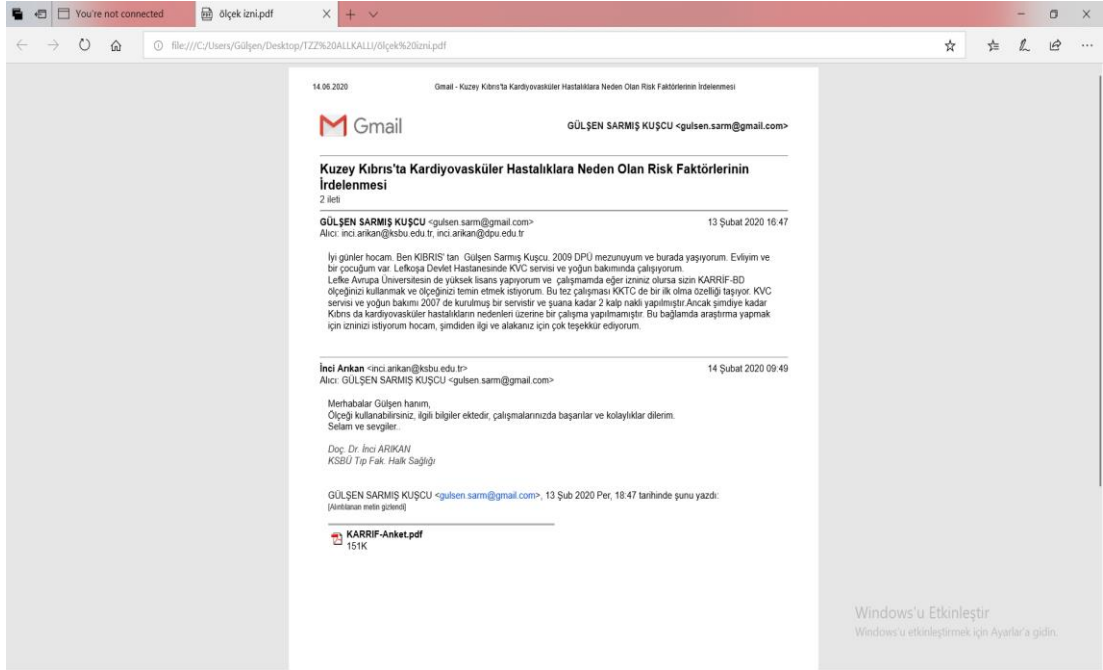 You're not connected
ölçek izni.pdf
file:///C:/Users/Gülşen/Desktop/TZZ%20ALLKALLI/ölçek%20izni.pdf
14.06.2020 Gmail - Kuzey Kıbrıs'ta Kardiyovasküler Hastalıklara Neden Olan Risk Faktörlerinin İrdelenmesi
Gmail
GÜLŞEN SARMIŞ KUŞCU <gulsen.sarm@gmail.com>
Kuzey Kıbrıs'ta Kardiyovasküler Hastalıklara Neden Olan Risk Faktörlerinin
İrdelenmesi
2 ileti
GÜLŞEN SARMIŞ KUŞCU <gulsen.sarm@gmail.com> 13 Şubat 2020 16:47
Alıcı: inci.arikan@ksbu.edu.tr, inci.arikan@dpu.edu.tr
İyi günler hocam. Ben KIBRIS' tan Gülşen Sarmış Kuşcu. 2009 DPÜ mezunuyum ve burada yaşıyorum. Evliyim ve
bir çocuğum var. Lefkoşa Devlet Hastanesinde KVC servisi ve yoğun bakımında çalışıyorum.
Lefke Avrupa Üniversitesin de yüksek lisans yapıyorum ve çalışmamda eğer izniniz olursa sizin KARRİF-BD
ölçeğinizi kullanmak ve ölçeğinizi temin etmek istiyorum. Bu tez çalışması KKTC de bir ilk olma özelliği taşıyor. KVC
servisi ve yoğun bakımı 2007 de kurulmuş bir servistir ve şuana kadar 2 kalp nakli yapılmıştır.Ancak şimdiye kadar
Kıbrıs da kardiyovasküler hastalıkların nedenleri üzerine bir çalışma yapılmamıştır. Bu bağlamda araştırma yapmak
için izninizi istiyorum hocam, şimdiden ilgi ve alakanız için çok teşekkür ediyorum.
İnci Arıkan <inci.arikan@ksbu.edu.tr> 14 Şubat 2020 09:49
Alıcı: GÜLŞEN SARMIŞ KUŞCU <gulsen.sarm@gmail.com>
Merhabalar Gülşen hanım,
Ölçeği kullanabilirsiniz, ilgili bilgiler ektedir, çalışmalarınızda başarılar ve kolaylıklar dilerim.
Selam ve sevgiler..
Doç. Dr. İnci ARIKAN
KSBÜ Tıp Fak. Halk Sağlığı
GÜLŞEN SARMIŞ KUŞCU <gulsen.sarm@gmail.com>, 13 Şub 2020 Per, 18:47 tarihinde şunu yazdı:
[Alıntılanan metin gizlendi]
KARRIF-Anket.pdf
151K
Windows'u Etkinleştir
Windows'u etkinleştirmek için Ayarlar'a gidin.